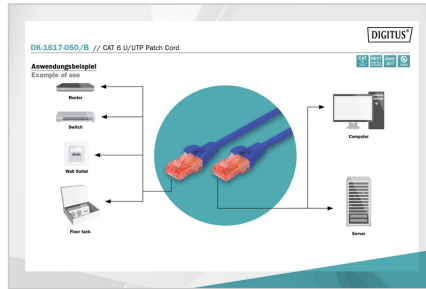 DIGITUS®
DK-1617-050/B // CAT 6 U/UTP Patch Cord
Anwendungsbeispiel
Example of use
CAT
Router
Switch
Wall Outlet
Floor tank
Computer
Server